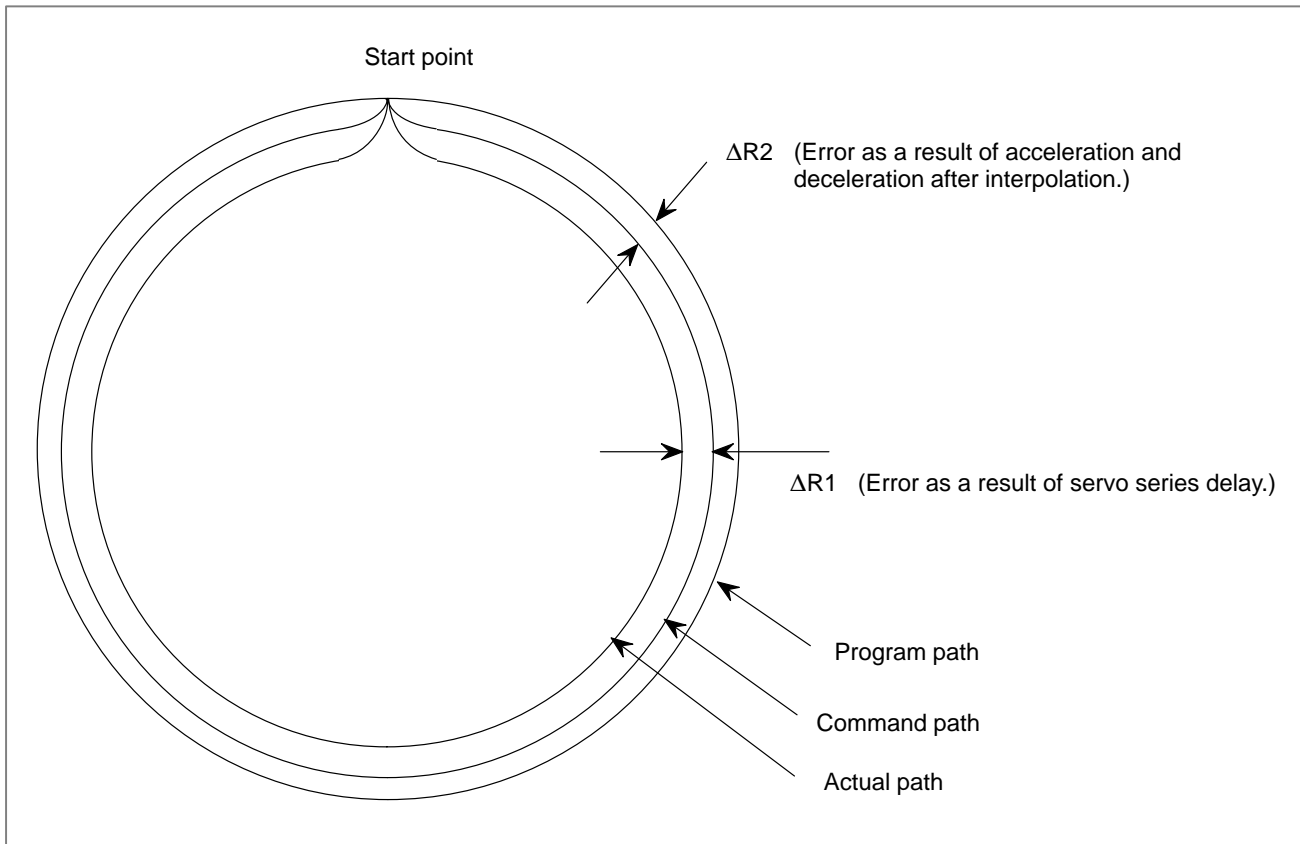 Start point
ΔR2 (Error as a result of acceleration and
deceleration after interpolation.)
ΔR1 (Error as a result of servo series delay.)
Program path
Command path
Actual path